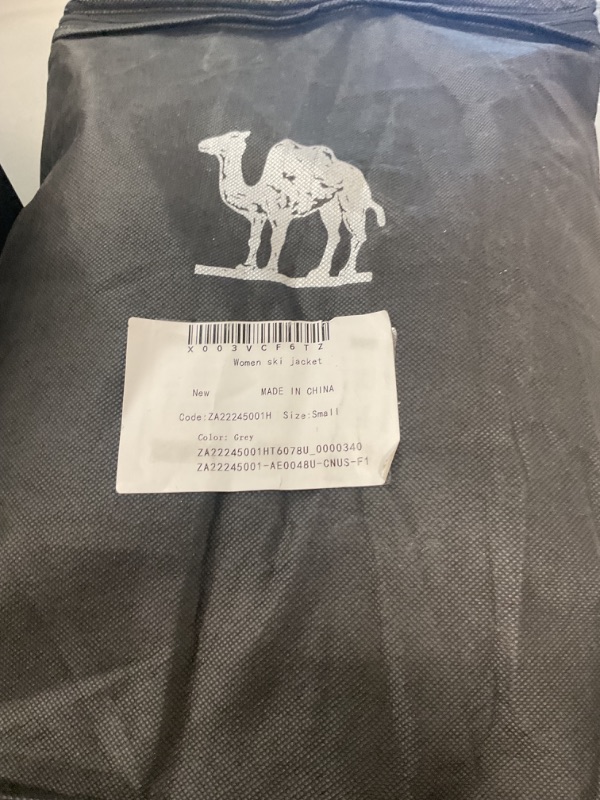 X003VCF6TZ
Women ski jacket
New MADE IN CHINA
Code:ZA22245001H Size:Small
Color: Grey
ZA22245001HT6078U_0000340
ZA22245001-AE0048U-CNUS-F1